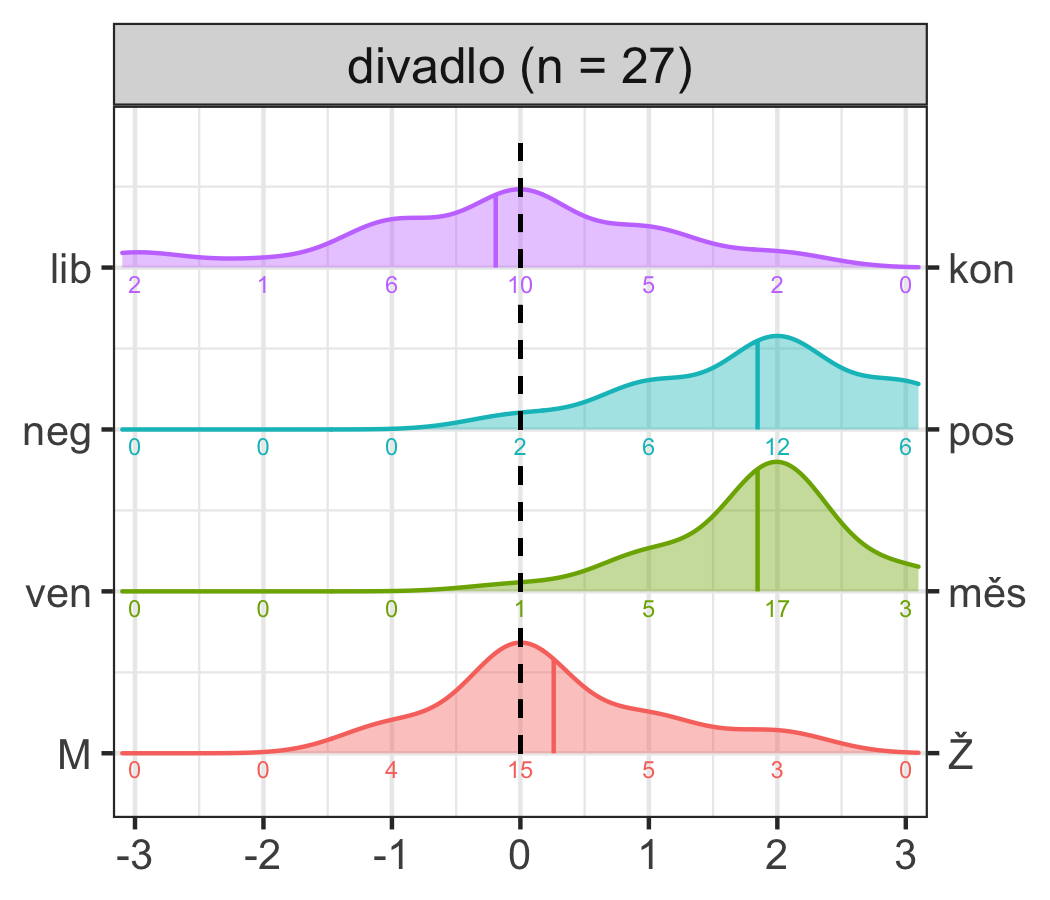 divadlo (n = 27)
lib kon
2 1 6 10 5 2 0
neg pos
0 0 0 2 6 12 6
ven měs
0 0 0 1 5 17 3
M Ž
0 0 4 15 5 3 0
-3 -2 -1 0 1 2 3